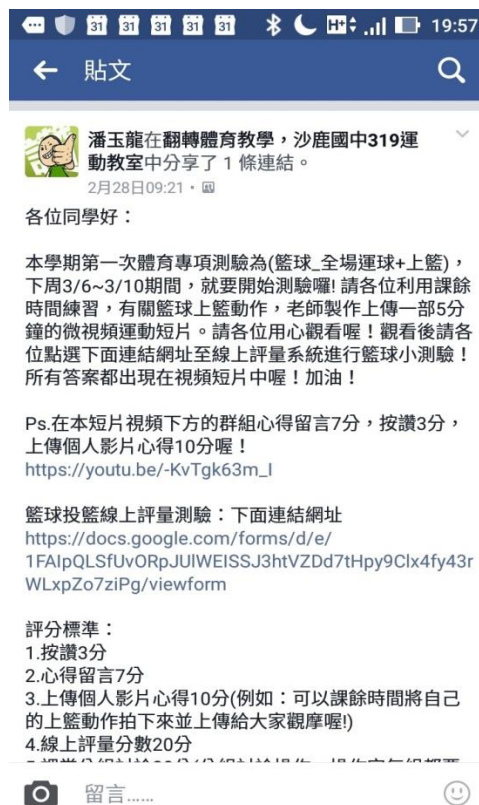 31 31 31 31 31 19:57
貼文
潘玉龍在翻轉體育教學,沙鹿國中319運
動教室中分享了 1 條連結。
2月28日09:21
各位同學好:
本學期第一次體育專項測驗為(籃球_全場運球+上籃),
下周3/6~3/10期間,就要開始測驗囉! 請各位利用課餘
時間練習,有關籃球上籃動作,老師製作上傳一部5分
鐘的微視頻運動短片。請各位用心觀看喔!觀看後請各
位點選下面連結網址至線上評量系統進行籃球小測驗!
所有答案都出現在視頻短片中喔!加油!
Ps.在本短片視頻下方的群組心得留言7分,按讚3分,
上傳個人影片心得10分喔!
https://youtu.be/-KvTgk63m_I
籃球投籃線上評量測驗:下面連結網址
https://docs.google.com/forms/d/e/
1FAIpQLSfUvORpJUlWEISSJ3htVZDd7tHpy9Clx4fy43r
WLxpZo7ziPg/viewform
評分標準:
1.按讚3分
2.心得留言7分
3.上傳個人影片心得10分(例如:可以課餘時間將自己
的上籃動作拍下來並上傳給大家觀摩喔!)
4.線上評量分數20分
留言......